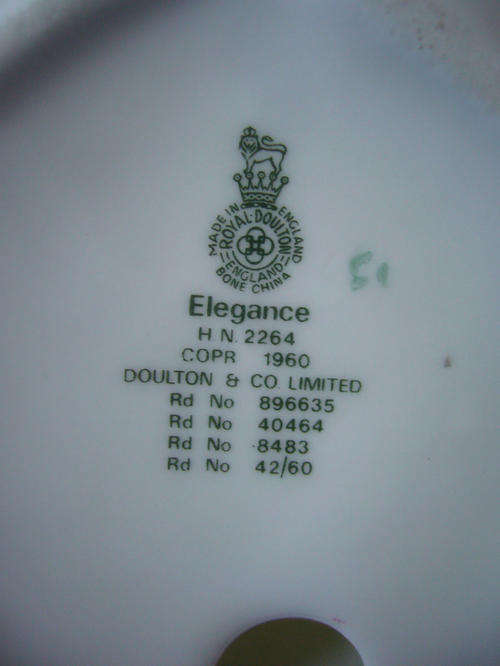 MADE IN ENGLAND
ROYAL·DOULTON
ENGLAND
BONE CHINA
51
Elegance
H.N. 2264
COPR 1960
DOULTON & CO LIMITED
Rd No 896635
Rd No 40464
Rd No 8483
Rd No 42/60